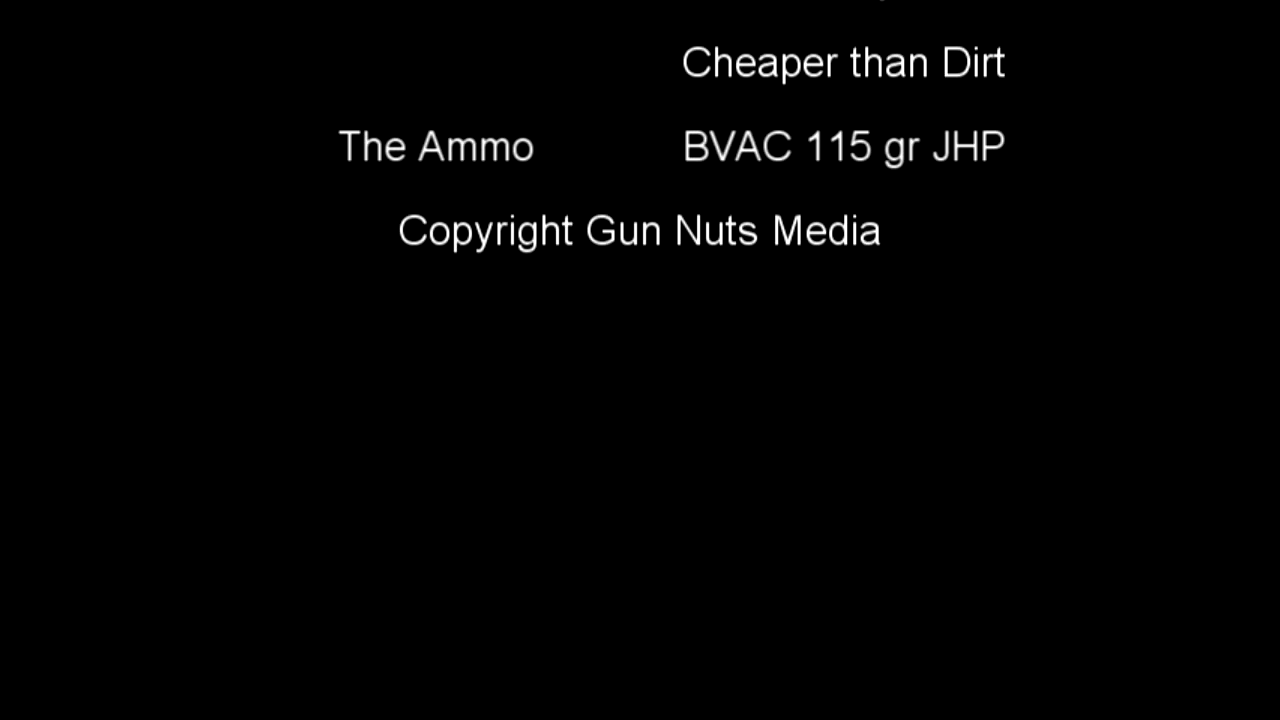 Cheaper than Dirt
The Ammo BVAC 115 gr JHP
Copyright Gun Nuts Media